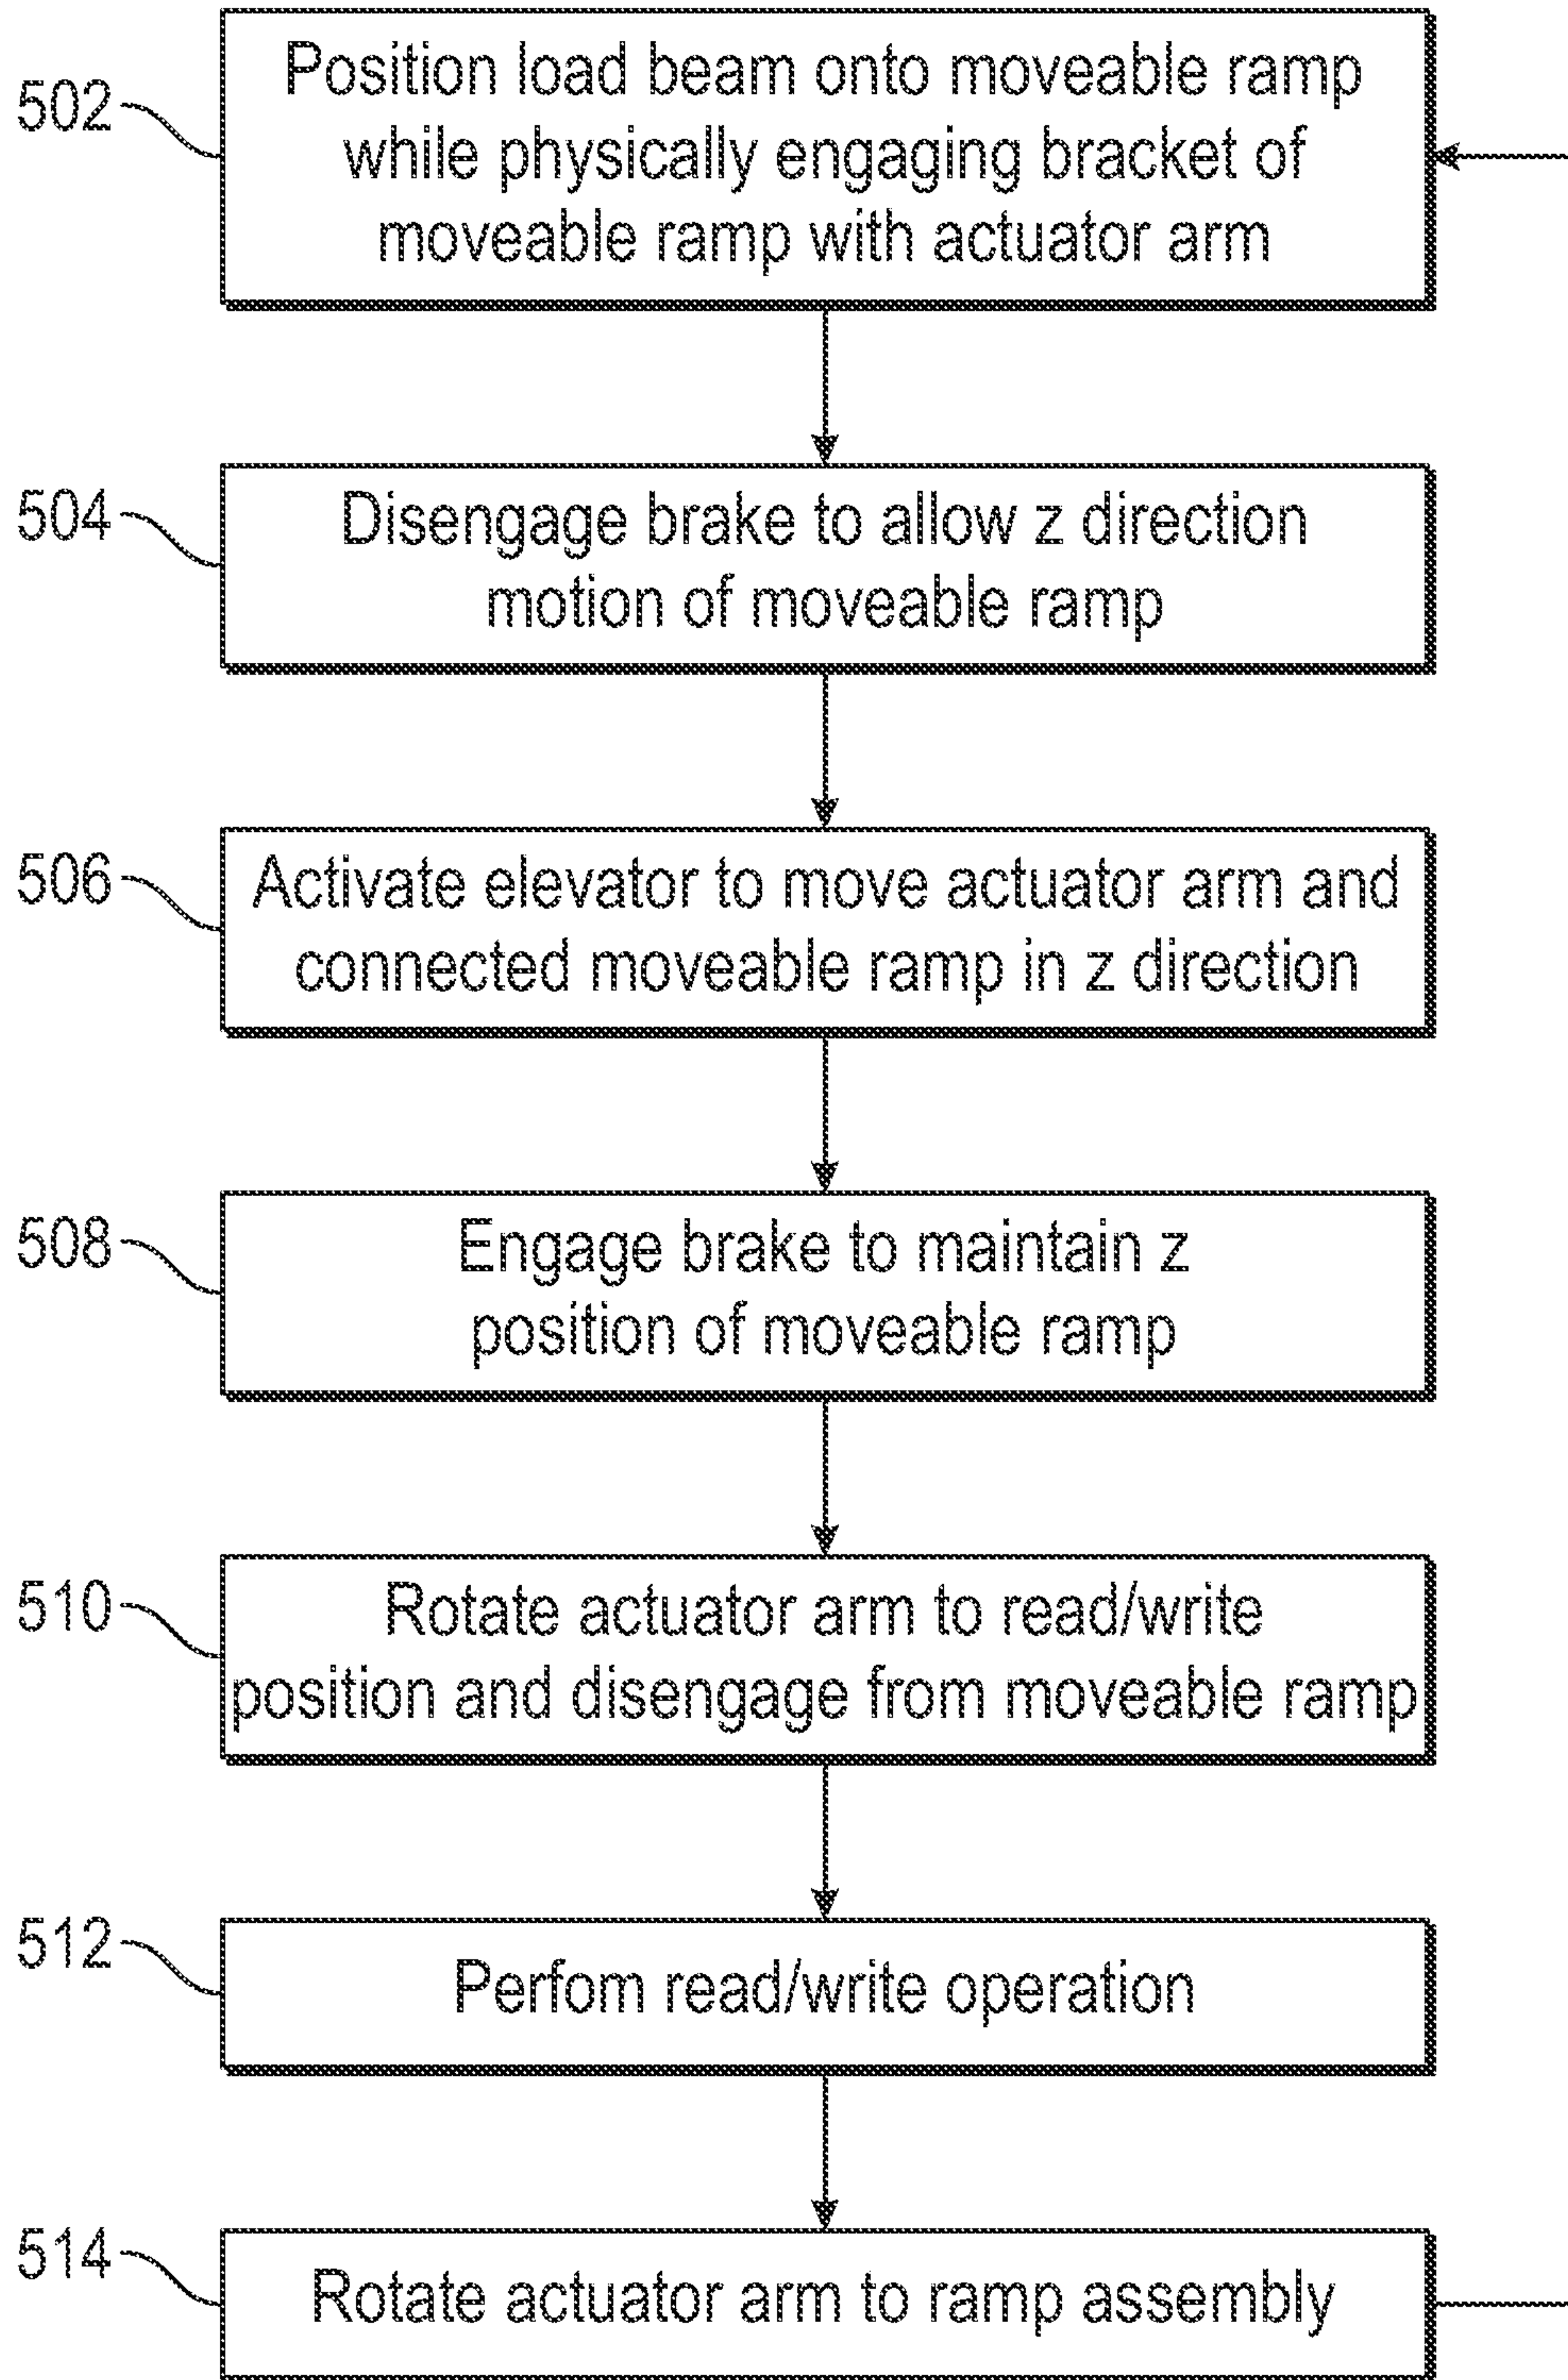 502
Position load beam onto moveable ramp
while physically engaging bracket of
moveable ramp with actuator arm
504
Disengage brake to allow z direction
motion of moveable ramp
506
Activate elevator to move actuator arm and
connected moveable ramp in z direction
508
Engage brake to maintain z
position of moveable ramp
510
Rotate actuator arm to read/write
position and disengage from moveable ramp
512
Perfom read/write operation
514
Rotate actuator arm to ramp assembly